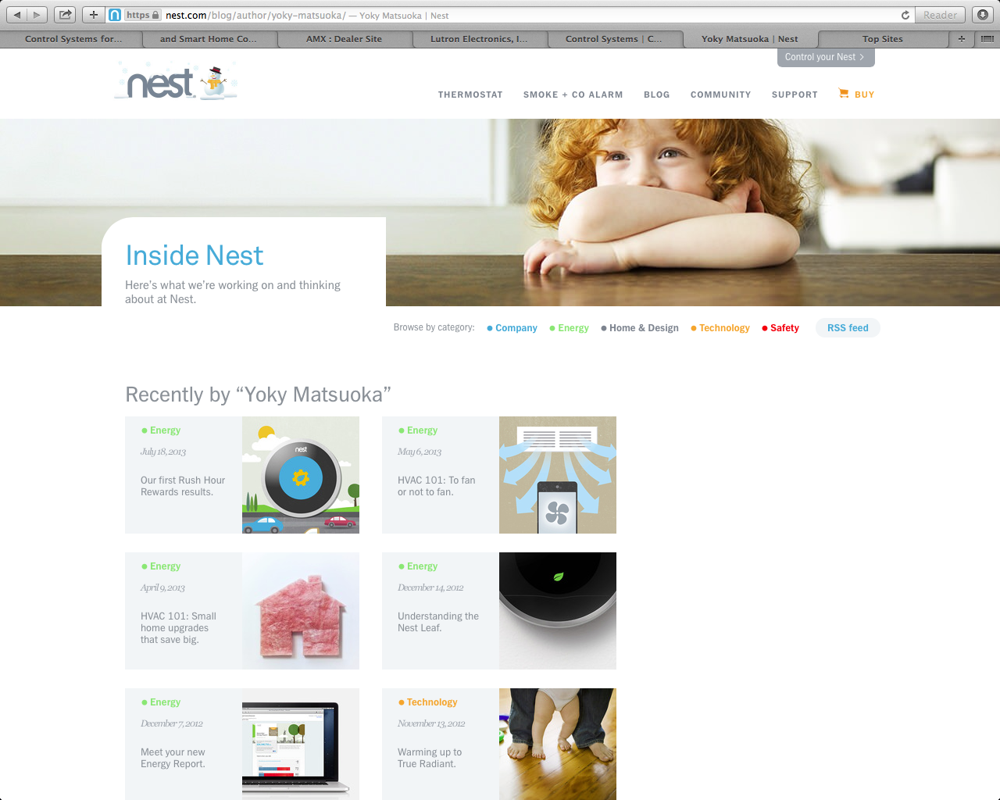 https nest.com/blog/author/yoky-matsuoka/ — Yoky Matsuoka | Nest
Reader
Control Systems for...
and Smart Home Co...
AMX : Dealer Site
Lutron Electronics, I...
Control Systems | C...
Yoky Matsuoka | Nest
Top Sites
Control your Nest
nest
THERMOSTAT
SMOKE + CO ALARM
BLOG
COMMUNITY
SUPPORT
BUY
Inside Nest
Here's what we're working on and thinking
about at Nest.
Browse by category:
Company
Energy
Home & Design
Technology
Safety
RSS feed
Recently by “Yoky Matsuoka”
Energy
July 18, 2013
Our first Rush Hour
Rewards results.
nest
Energy
May 6, 2013
HVAC 101: To fan
or not to fan.
Energy
April 9, 2013
HVAC 101: Small
home upgrades
that save big.
Energy
December 14, 2012
Understanding the
Nest Leaf.
Energy
December 7, 2012
Meet your new
Energy Report.
Technology
November 13, 2012
Warming up to
True Radiant.